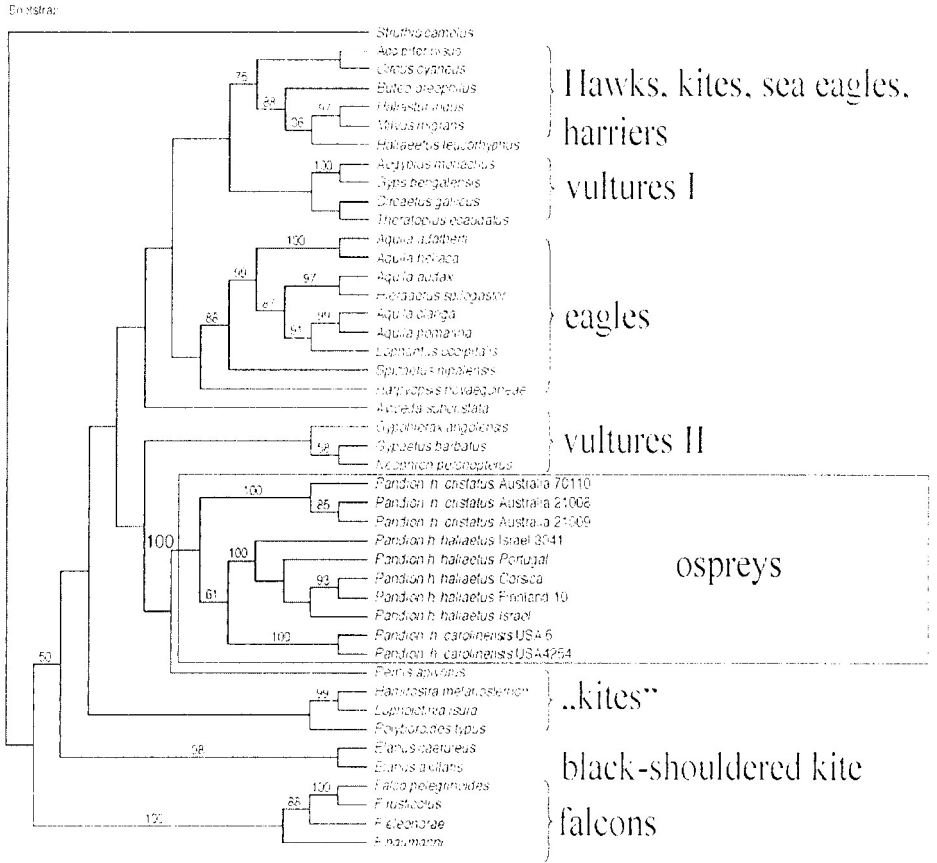 Bootstrap
Struthio camelus
Accipiter nisus
Circus cyaneus
Buteo
Haliastur indus
Milvus migrans
Haliaeetus leucoryphus
Aegypius monachus
Gyps bengalensis
Circaetus gallicus
Terathopius ecaudatus
Aquila adalberti
Aquila heliaca
Aquila audax
Hieraaetus spilogaster
Aquila clanga
Aquila pomarina
Lophaetus occipitalis
Spizaetus nipalensis
Harpyopsis novaeguineae
Aviceda subcristata
Gypohierax angolensis
Gypaetus barbatus
Neophron percnopterus
Pandion h. cristatus Australia 70110
Pandion h. cristatus Australia 21008
Pandion h. cristatus Australia 21009
Pandion h. haliaetus Israel 3941
Pandion h. haliaetus Portugal
Pandion h. haliaetus Corsica
Pandion h. haliaetus Finnland 10
Pandion h. haliaetus Israel
Pandion h. carolinensis USA 6
Pandion h. carolinensis USA4254
Pernis apivorus
Hamirostra melanosternon
Lophoictinia isura
Polyboroides typus
Elanus caeruleus
Elanus axillaris
Falco pelegrinoides
F. rusticolus
F. eleonorae
F. naumanni
Hawks, kites, sea eagles,
harriers
vultures I
eagles
vultures II
ospreys
„kites”
black-shouldered kite
falcons
75
88
97
100
100
99
97
87
99
91
88
58
100
85
100
100
93
61
100
50
99
98
100
88
100